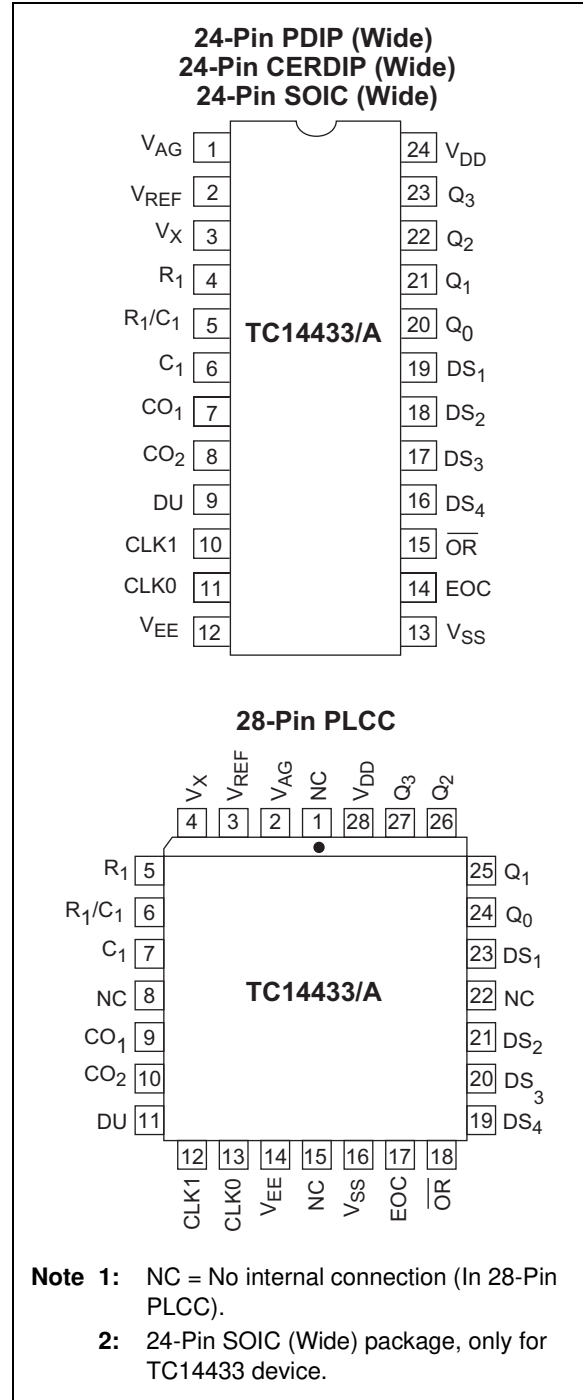 24-Pin PDIP (Wide)
24-Pin CERDIP (Wide)
24-Pin SOIC (Wide)
VAG 1 24 VDD
VREF 2 23 Q3
VX 3 22 Q2
R1 4 21 Q1
R1/C1 5 TC14433/A 20 Q0
C1 6 19 DS1
CO1 7 18 DS2
CO2 8 17 DS3
DU 9 16 DS4
CLK1 10 15 OR
CLK0 11 14 EOC
VEE 12 13 VSS
28-Pin PLCC
VX VREF VAG NC VDD Q3 Q2
4 3 2 1 28 27 26
R1 5 25 Q1
R1/C1 6 24 Q0
C1 7 23 DS1
NC 8 TC14433/A 22 NC
CO1 9 21 DS2
CO2 10 20 DS3
DU 11 19 DS4
12 13 14 15 16 17 18
CLK1 CLK0 VEE NC VSS EOC OR
Note 1: NC = No internal connection (In 28-Pin
PLCC).
2: 24-Pin SOIC (Wide) package, only for
TC14433 device.